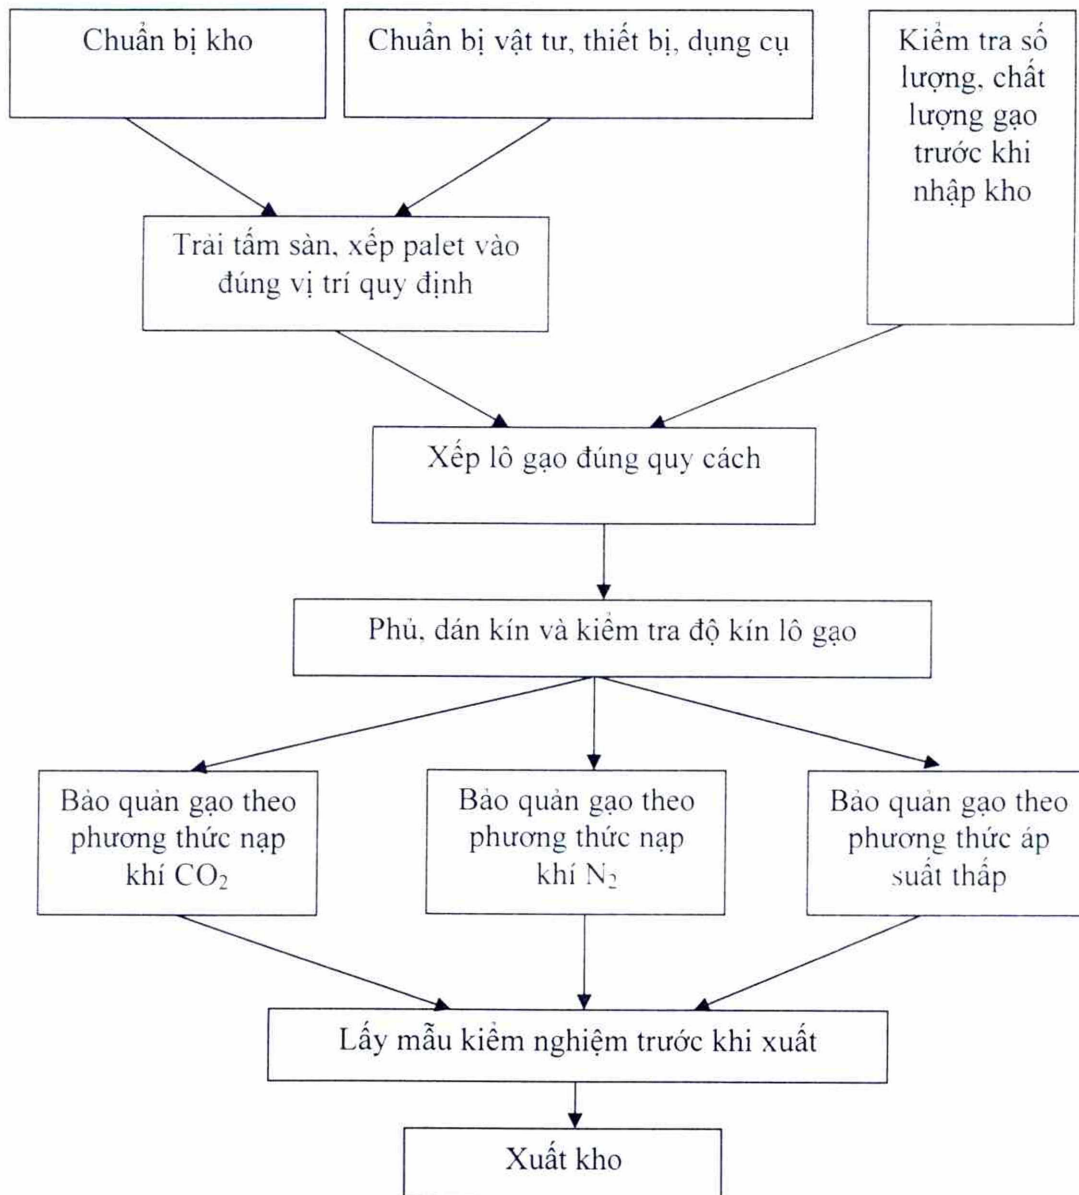 Chuẩn bị kho
Chuẩn bị vật tư, thiết bị, dụng cụ
Kiểm tra số
lượng, chất
lượng gạo
trước khi
nhập kho
Trải tấm sàn, xếp palet vào
đúng vị trí quy định
Xếp lô gạo đúng quy cách
Phủ, dán kín và kiểm tra độ kín lô gạo
Bảo quản gạo theo
phương thức nạp
khí CO₂
Bảo quản gạo theo
phương thức nạp
khí N₂
Bảo quản gạo theo
phương thức áp
suất thấp
Lấy mẫu kiểm nghiệm trước khi xuất
Xuất kho